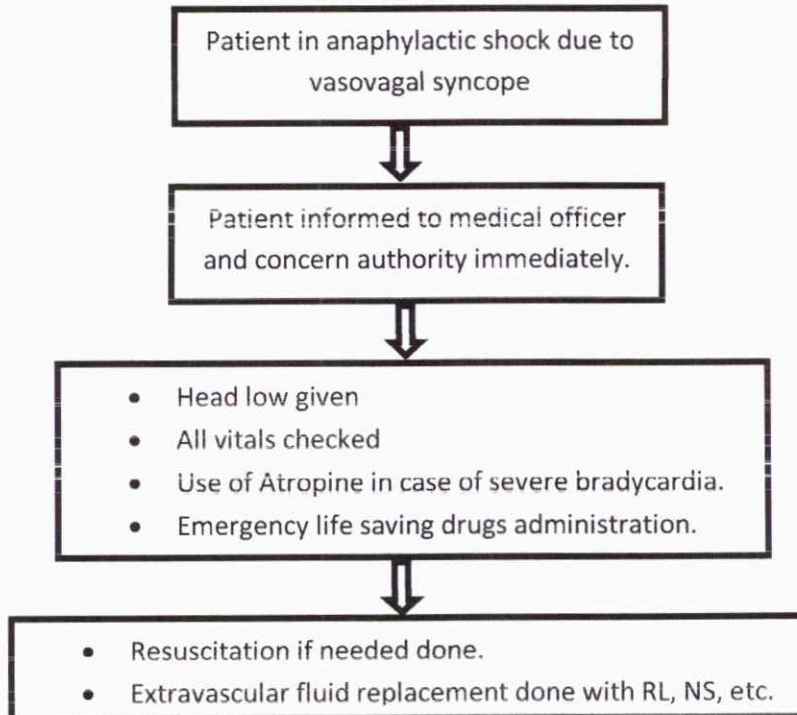 Patient in anaphylactic shock due to
vasovagal syncope
Patient informed to medical officer
and concern authority immediately.
• Head low given
• All vitals checked
• Use of Atropine in case of severe bradycardia.
• Emergency life saving drugs administration.
• Resuscitation if needed done.
• Extravascular fluid replacement done with RL, NS, etc.